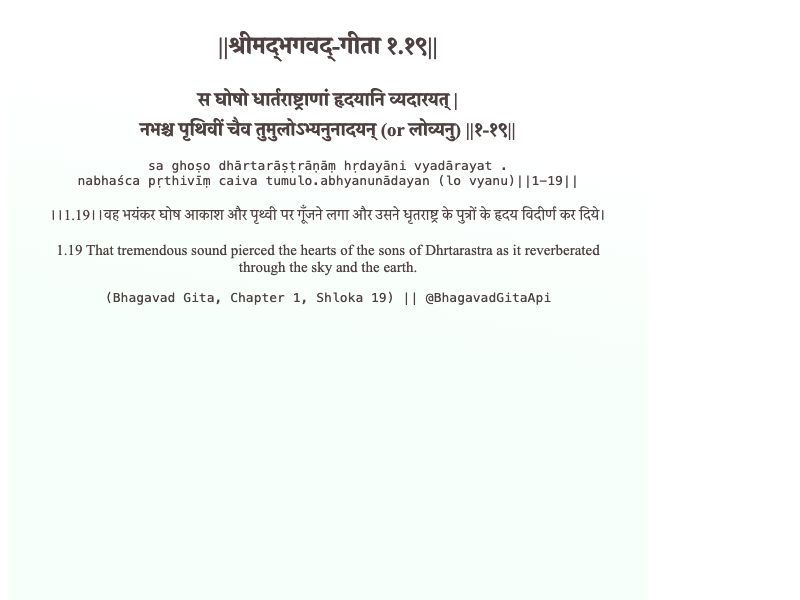 ||श्रीमद्‍भगवद्‍-गीता १.१९||
स घोषो धार्तराष्ट्राणां हृदयानि व्यदारयत् |
नभश्च पृथिवीं चैव तुमुलोऽभ्यनुनादयन् (or लोव्यनु) ||१-१९||
sa ghoṣo dhārtarāṣṭrāṇāṃ hṛdayāni vyadārayat .
nabhaśca pṛthivīṃ caiva tumulo.abhyanunādayan (lo vyanu)||1-19||
।।1.19।।वह भयंकर घोष आकाश और पृथ्वी पर गूँजने लगा और उसने धृतराष्ट्र के पुत्रों के हृदय विदीर्ण कर दिये।
1.19 That tremendous sound pierced the hearts of the sons of Dhrtarastra as it reverberated
through the sky and the earth.
(Bhagavad Gita, Chapter 1, Shloka 19) || @BhagavadGitaApi